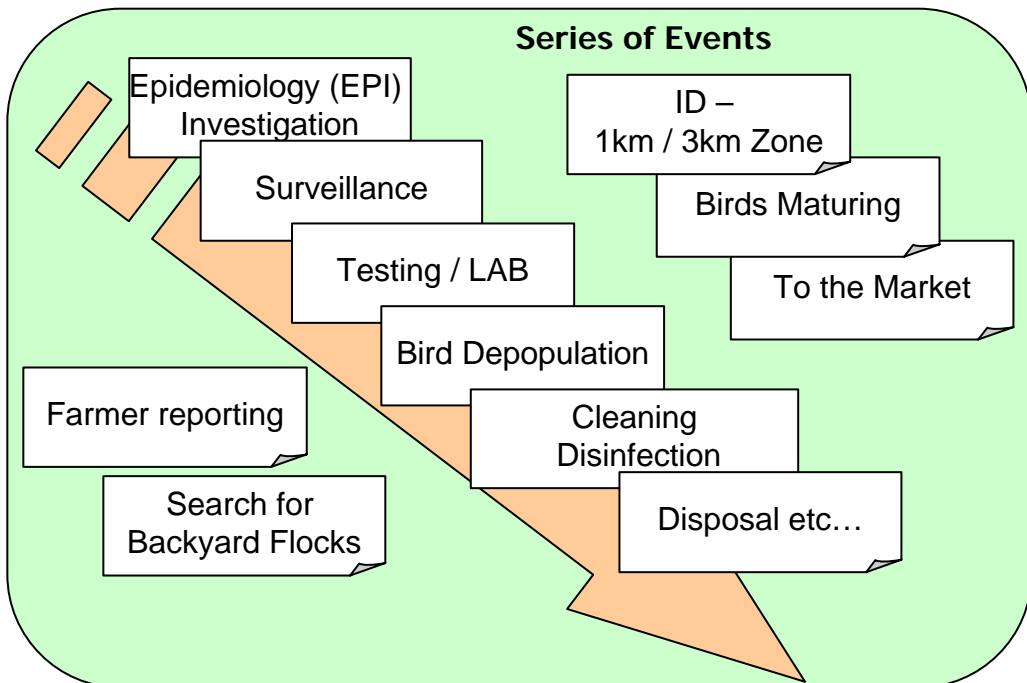 Series of Events
Epidemiology (EPI)
Investigation
Surveillance
Testing / LAB
Bird Depopulation
Cleaning
Disinfection
Disposal etc…
ID –
1km / 3km Zone
Birds Maturing
To the Market
Farmer reporting
Search for
Backyard Flocks